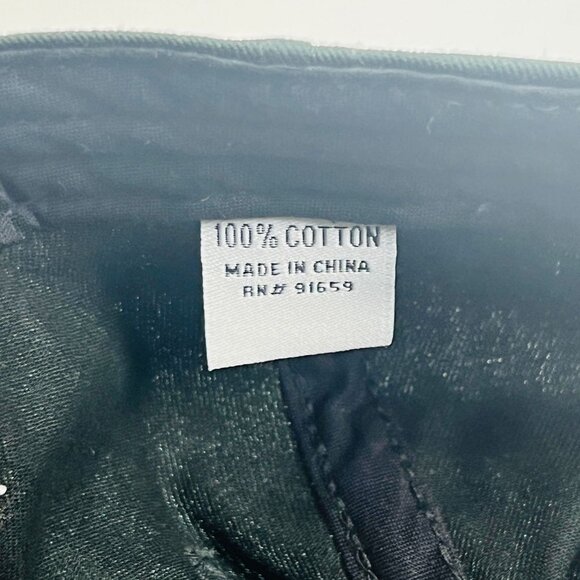 100% COTTON
MADE IN CHINA
RN# 91659